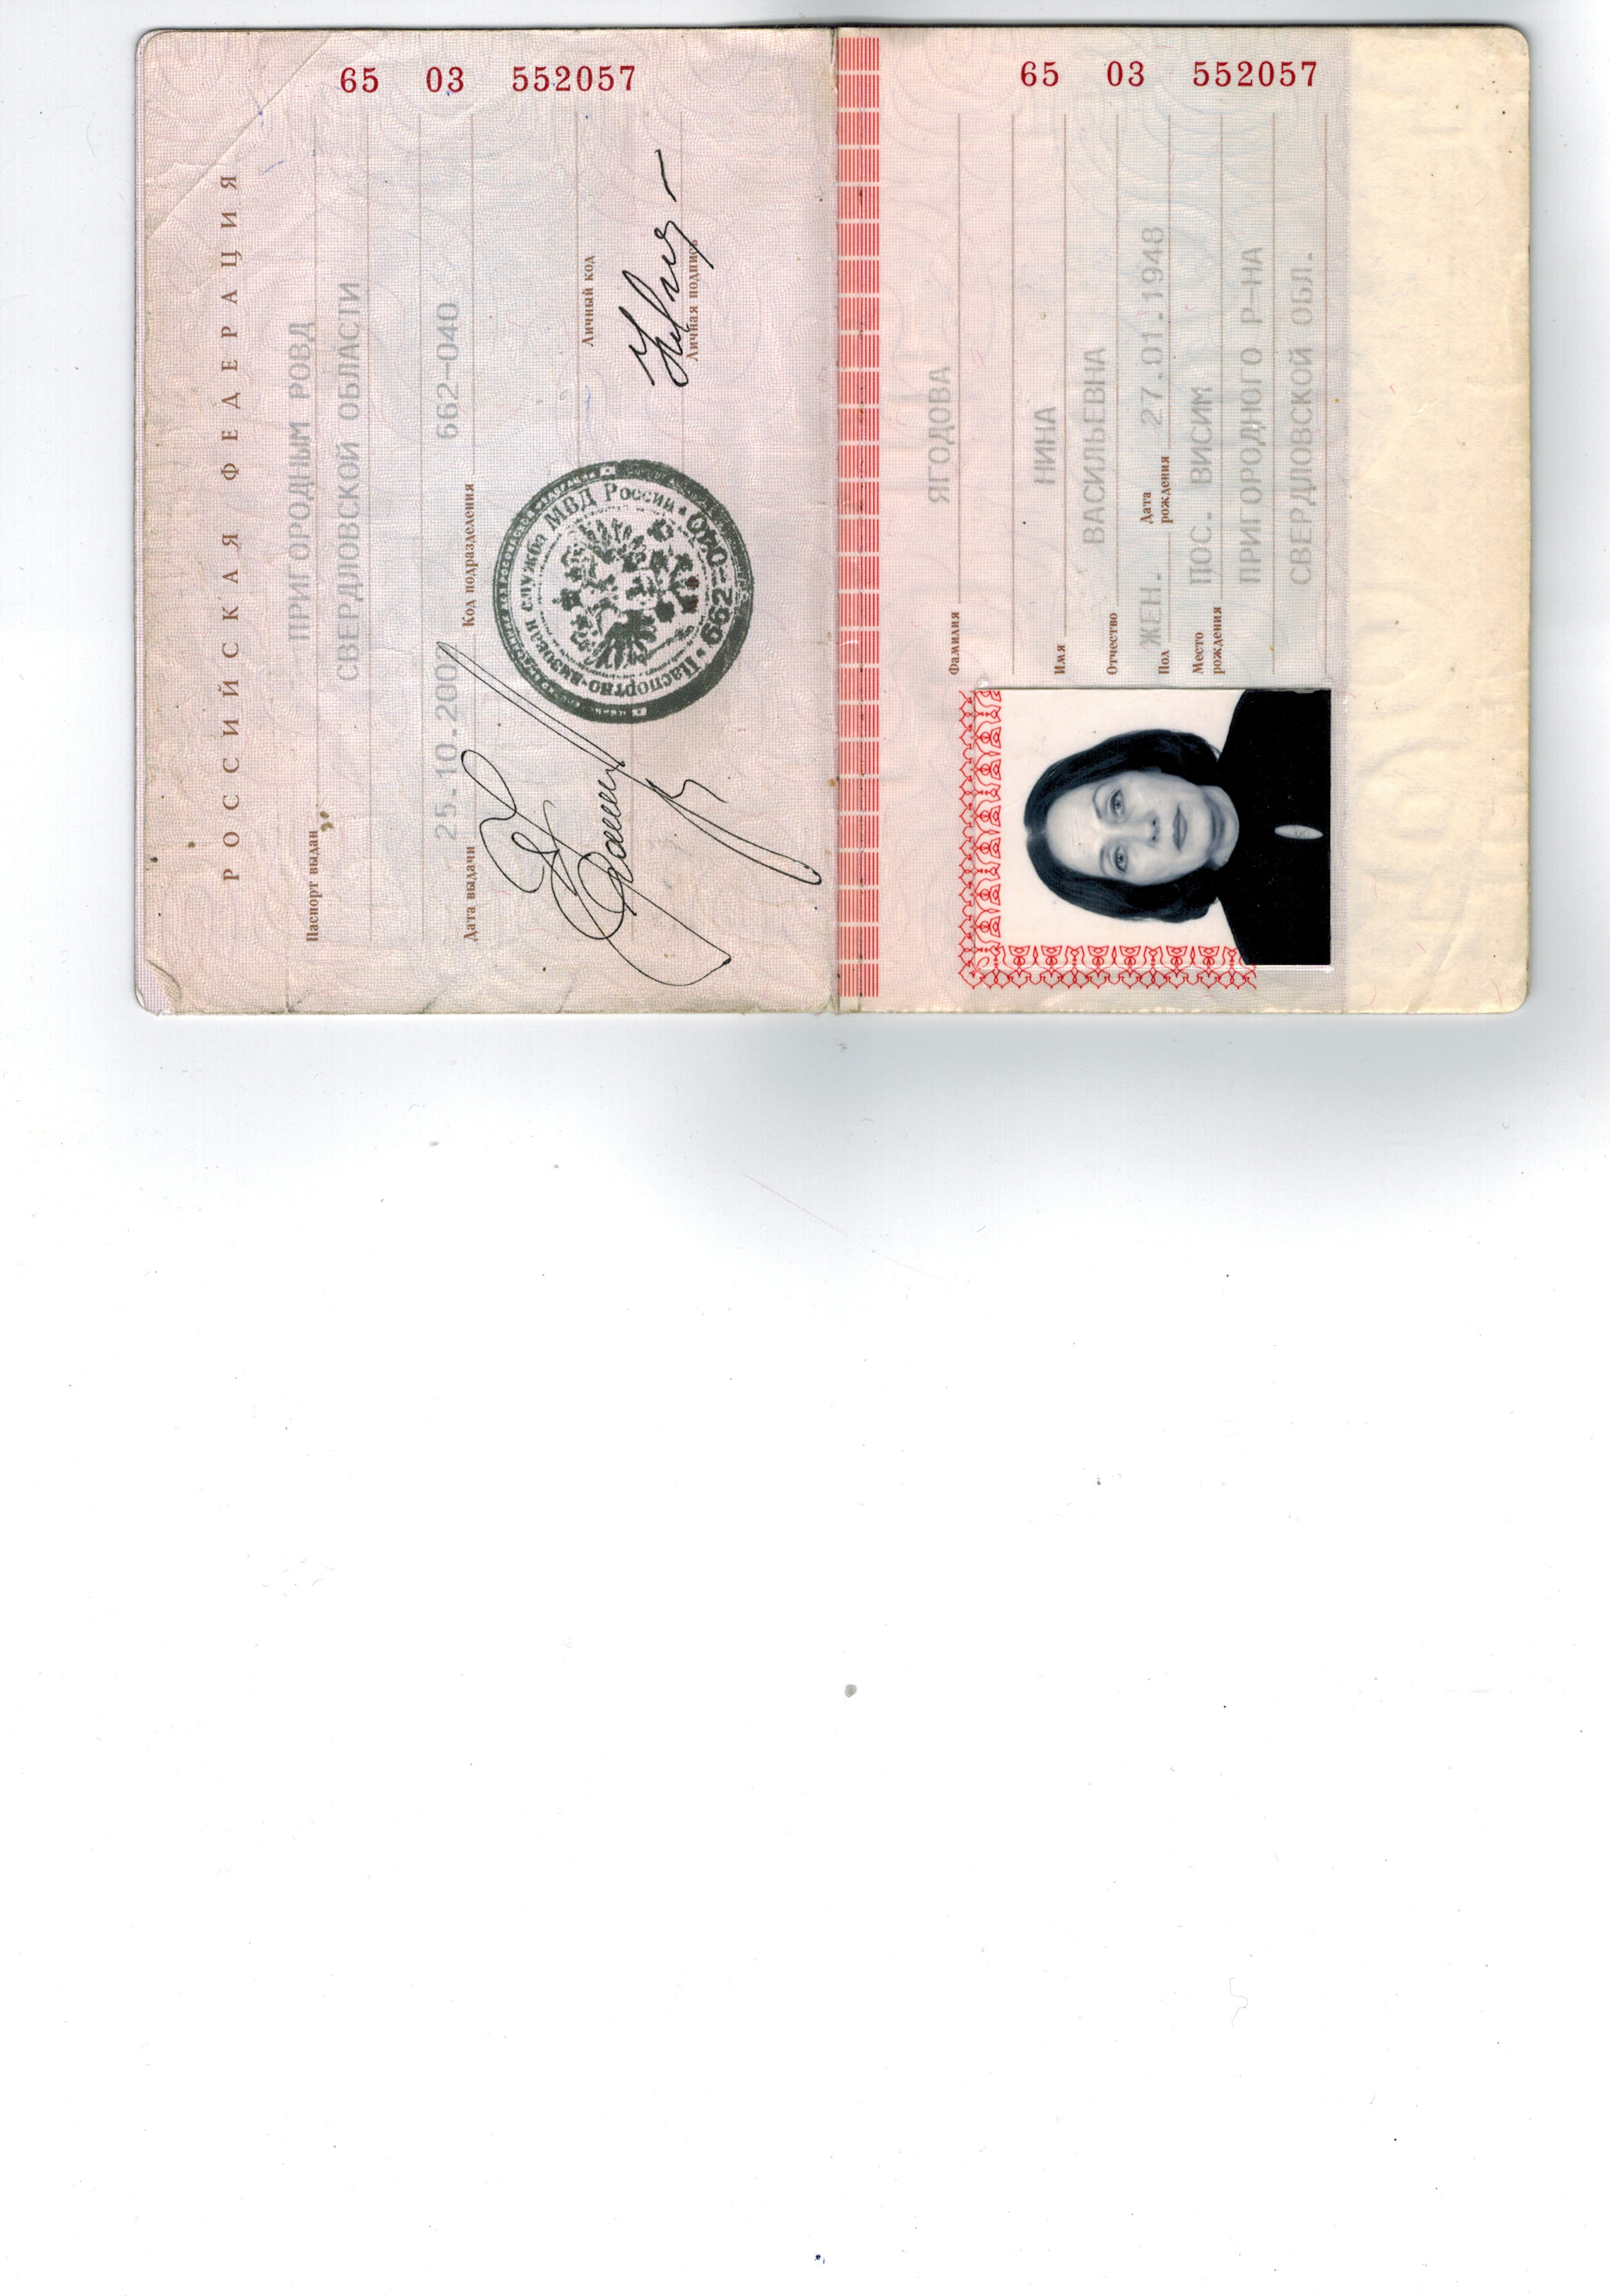 65 03 552057
РОССИЙСКАЯ ФЕДЕРАЦИЯ
Паспорт выдан
ПРИГОРОДНЫМ РОВД
СВЕРДЛОВСКОЙ ОБЛАСТИ
Дата выдачи 25.10.200 Код подразделения 662-040
Личный код
Личная подпись
Паспортно-визовая служба МВД России
662-040
65 03 552057
Фамилия ЯГОДОВА
Имя НИНА
Отчество ВАСИЛЬЕВНА
Пол ЖЕН. Дата рождения 27.01.1948
Место рождения ПОС. ВИСИМ
ПРИГОРОДНОГО Р-НА
СВЕРДЛОВСКОЙ ОБЛ.